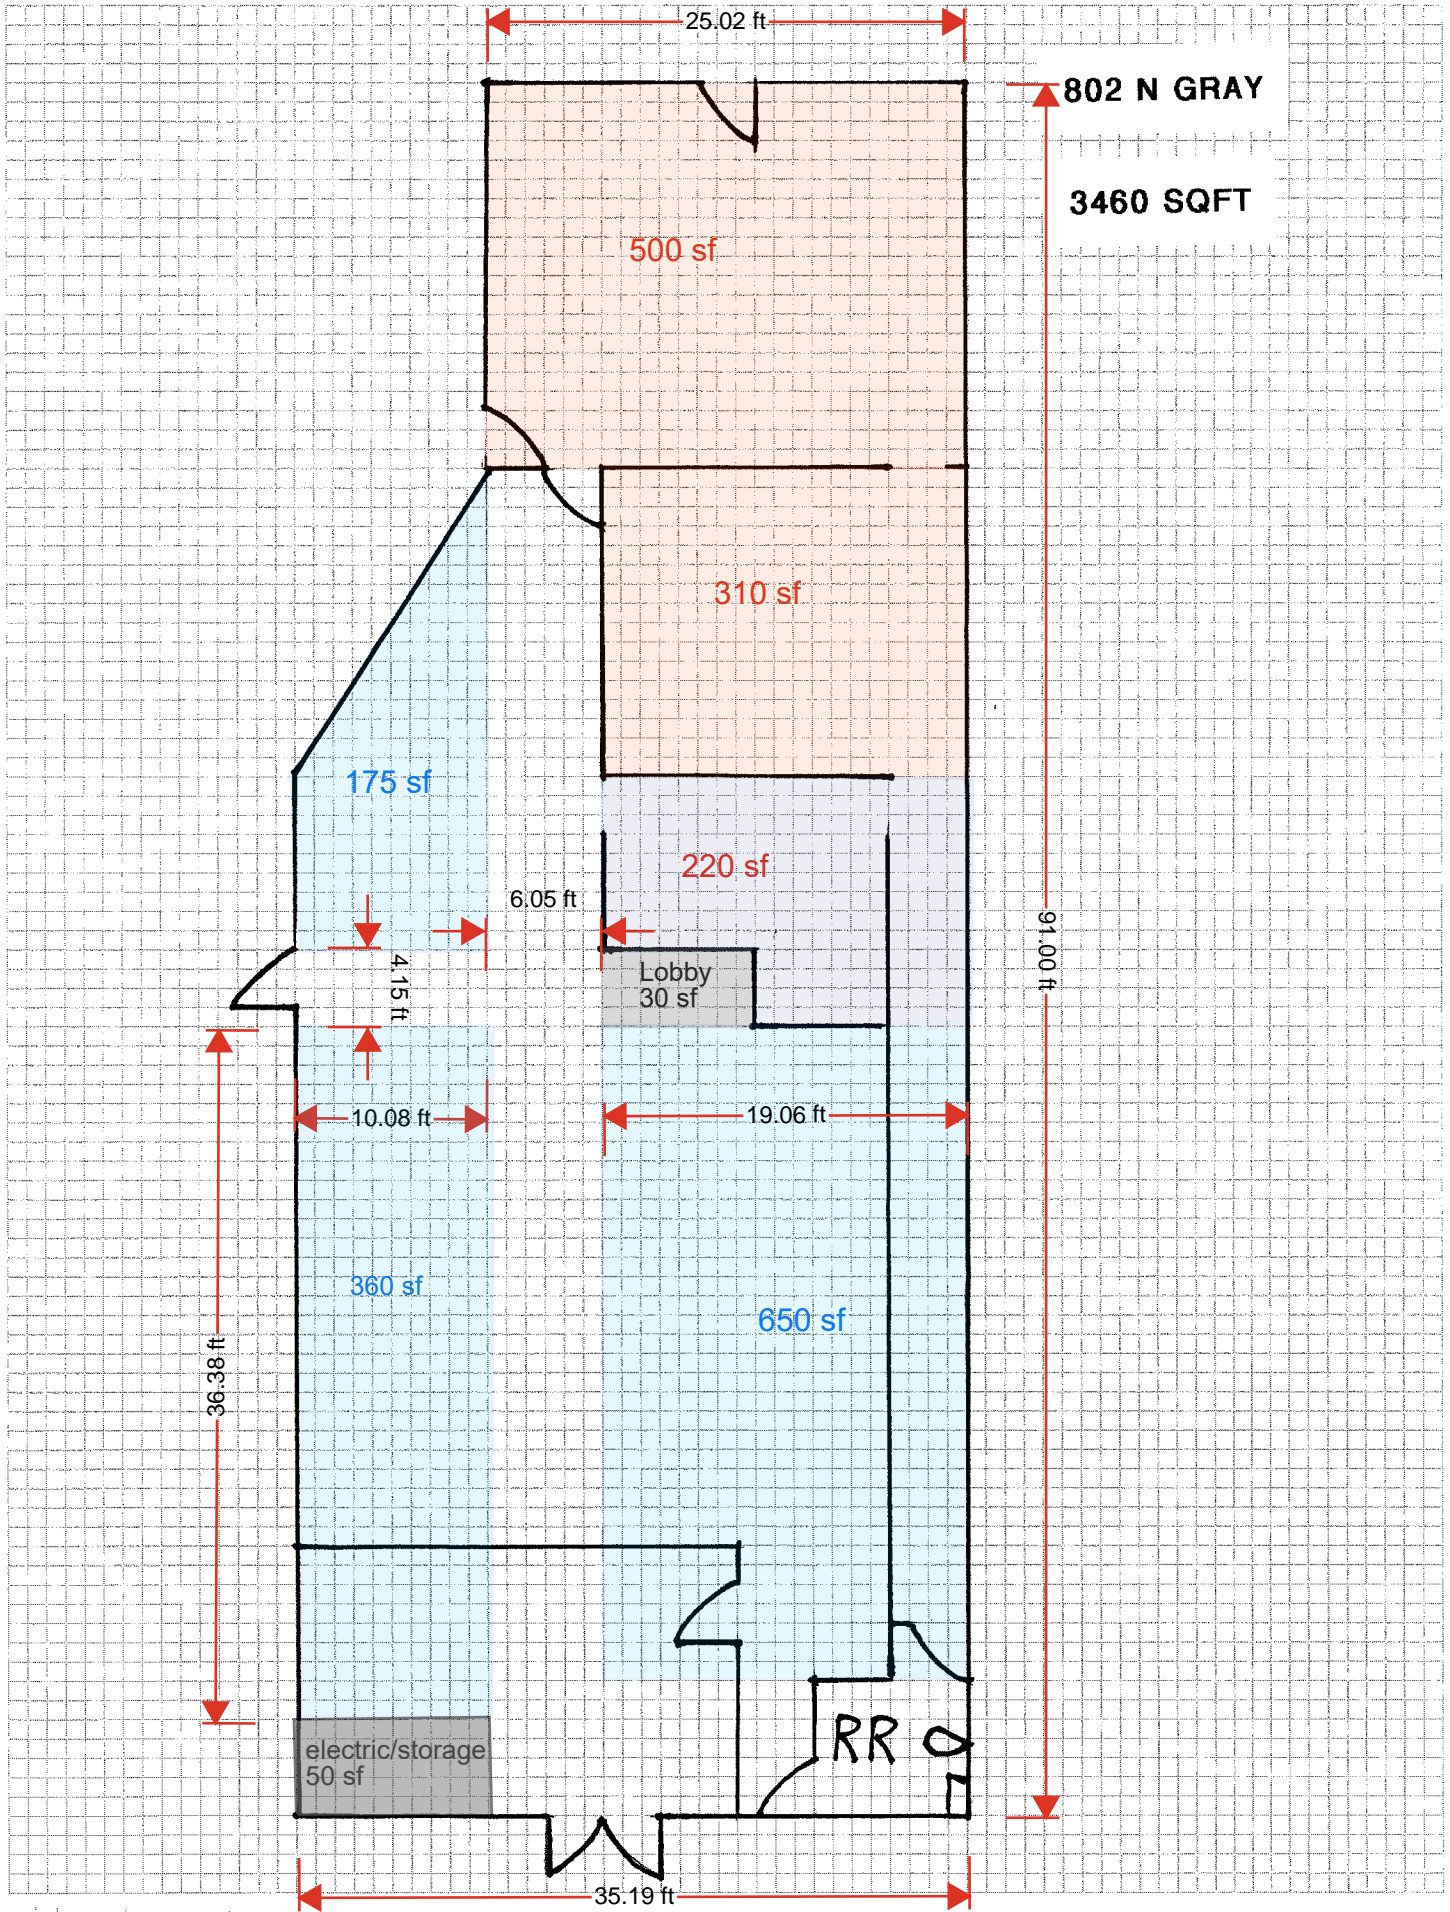 25.02 ft
802 N GRAY
3460 SQFT
500 sf
310 sf
175 sf
220 sf
6.05 ft
91.00 ft
4.15 ft
Lobby
30 sf
10.08 ft
19.06 ft
360 sf
650 sf
36.38 ft
RR
electric/storage
50 sf
35.19 ft